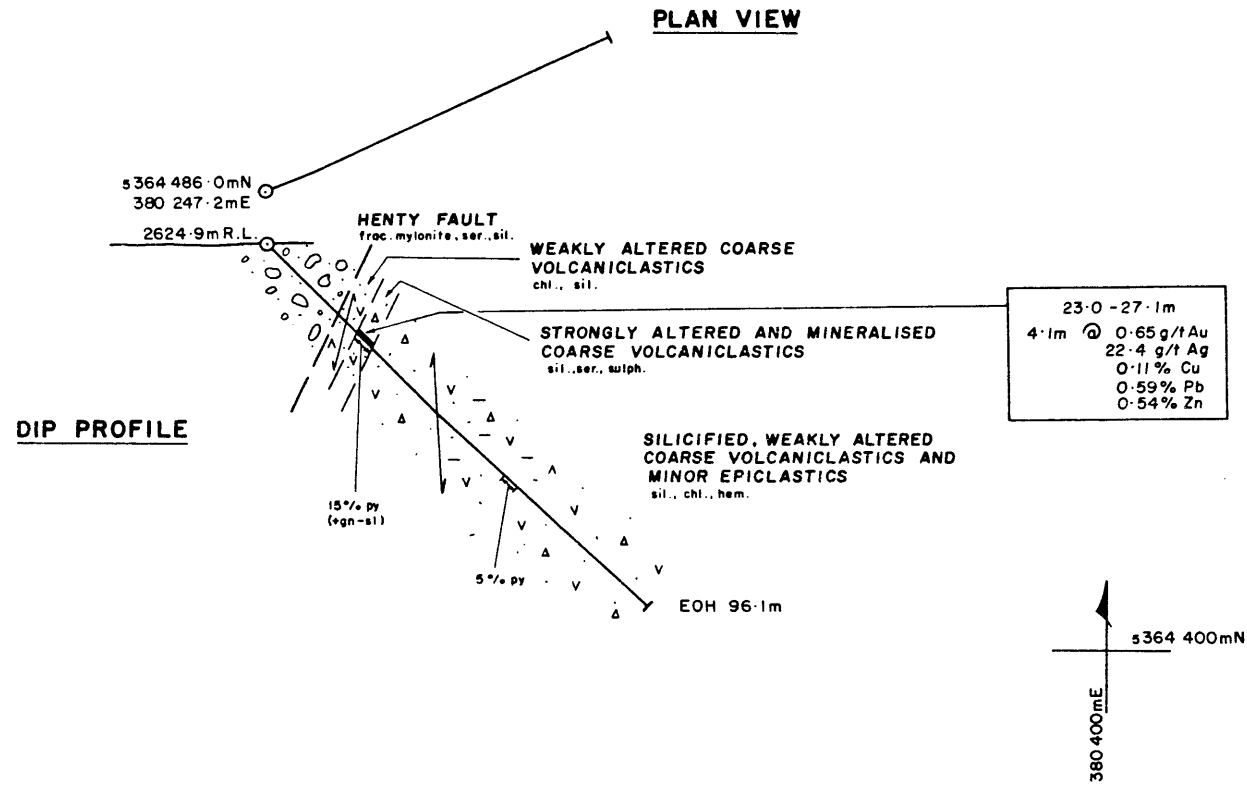 PLAN VIEW
5364 486·0mN
380 247·2mE
2624·9m R.L.
HENTY FAULT
frac. mylonite, ser., sil.
WEAKLY ALTERED COARSE
VOLCANICLASTICS
chl., sil.
23·0 - 27·1m
4·1m @ 0·65 g/t Au
22·4 g/t Ag
0·11% Cu
0·59% Pb
0·54% Zn
STRONGLY ALTERED AND MINERALISED
COARSE VOLCANICLASTICS
sil., ser., sulph.
DIP PROFILE
SILICIFIED, WEAKLY ALTERED
COARSE VOLCANICLASTICS AND
MINOR EPICLASTICS
sil., chl., hem.
15% py
(+gn-sl)
5% py
EOH 96·1m
5364 400mN
380 400mE